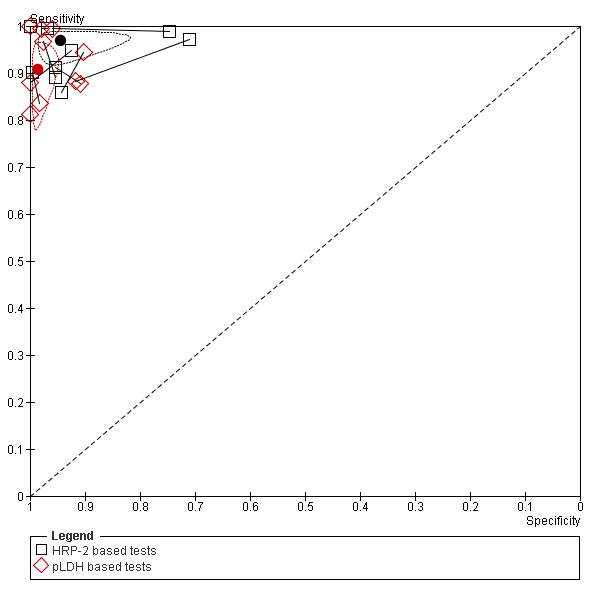 Sensitivity
1
0.9
0.8
0.7
0.6
0.5
0.4
0.3
0.2
0.1
0
1 0.9 0.8 0.7 0.6 0.5 0.4 0.3 0.2 0.1 0
Specificity
Legend
HRP-2 based tests
pLDH based tests